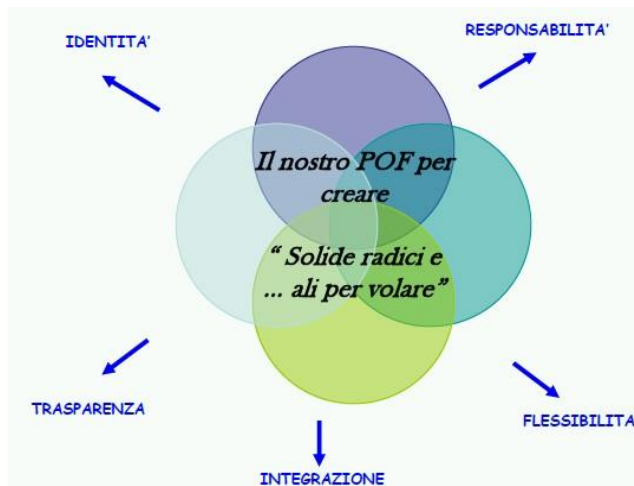 RESPONSABILITA'
IDENTITA'
Il nostro POF per
creare
“ Solide radici e
... ali per volare”
TRASPARENZA
FLESSIBILITA
INTEGRAZIONE